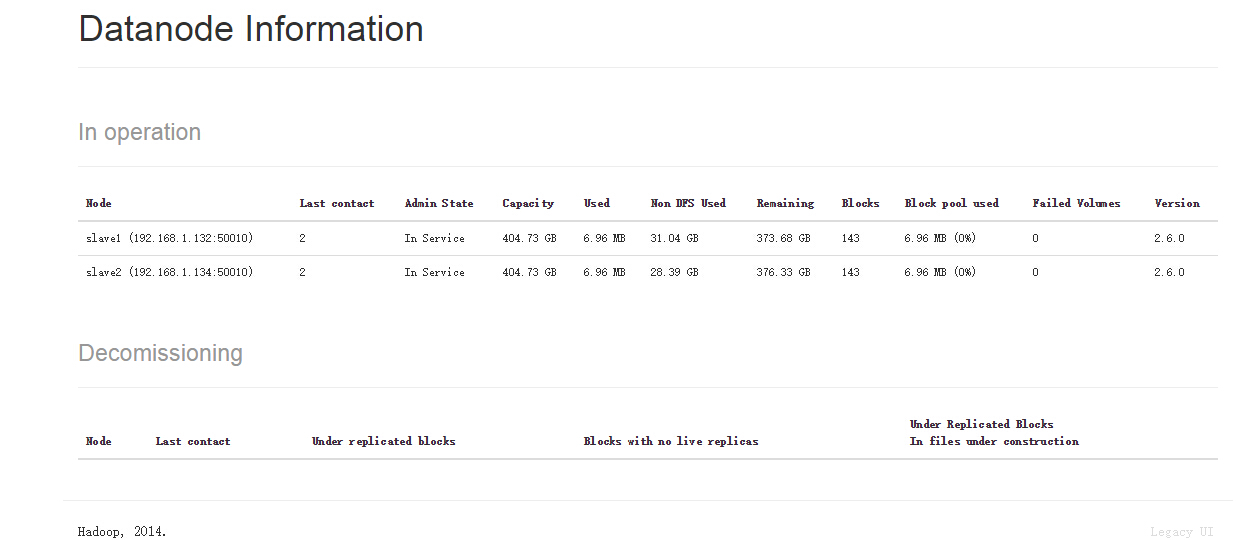 Datanode Information
In operation
Node Last contact Admin State Capacity Used Non DFS Used Remaining Blocks Block pool used Failed Volumes Version
slave1 (192.168.1.132:50010) 2 In Service 404.73 GB 6.96 MB 31.04 GB 373.68 GB 143 6.96 MB (0%) 0 2.6.0
slave2 (192.168.1.134:50010) 2 In Service 404.73 GB 6.96 MB 28.39 GB 376.33 GB 143 6.96 MB (0%) 0 2.6.0
Decomissioning
Node Last contact Under replicated blocks Blocks with no live replicas Under Replicated Blocks
In files under construction
Hadoop, 2014. Legacy UI